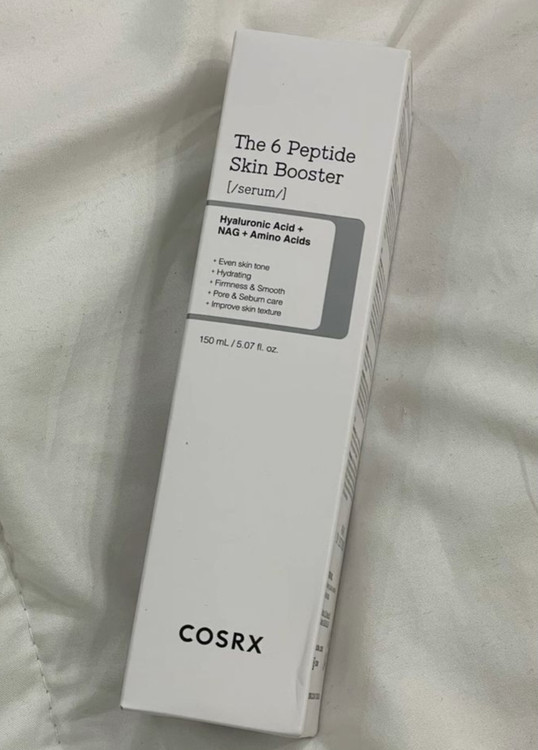 The 6 Peptide
Skin Booster
[/serum/]
Hyaluronic Acid +
NAG + Amino Acids
+ Even skin tone
+ Hydrating
+ Firmness & Smooth
+ Pore & Sebum care
+ Improve skin texture
150 mL / 5.07 fl. oz.
COSRX